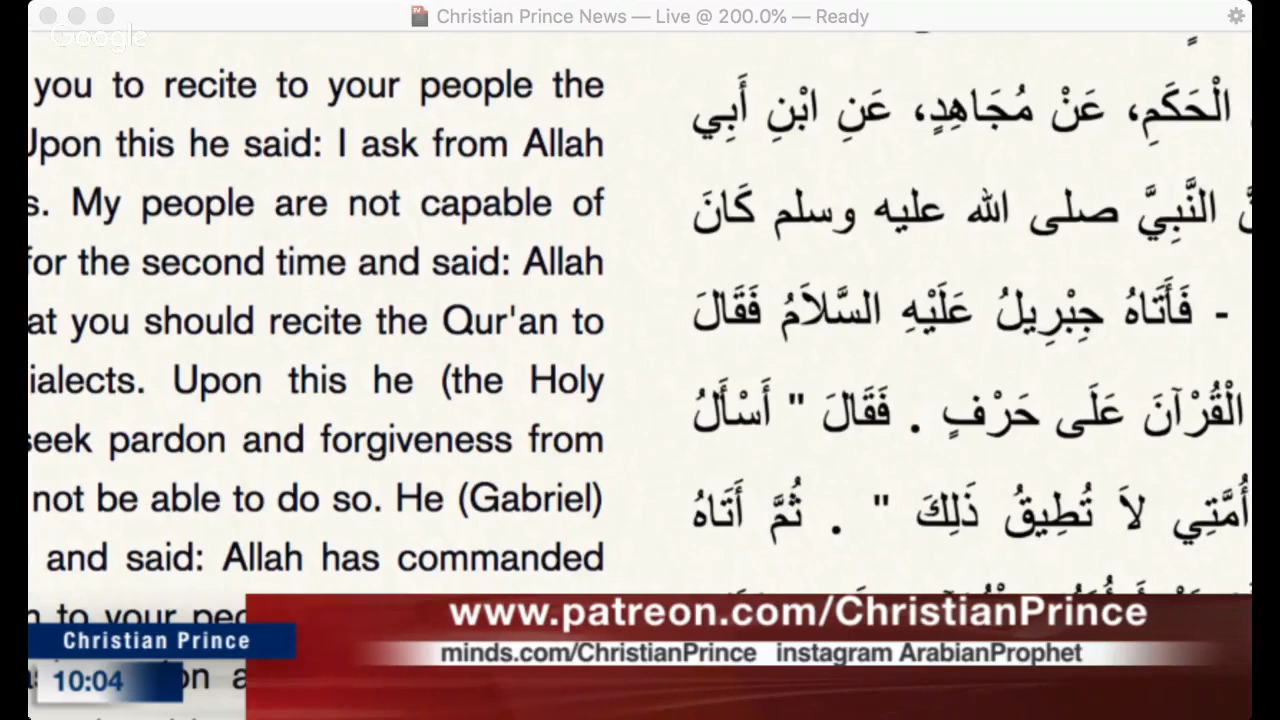 Christian Prince News — Live @ 200.0% — Ready
Google
you to recite to your people the
Upon this he said: I ask from Allah
s. My people are not capable of
for the second time and said: Allah
at you should recite the Qur'an to
ialects. Upon this he (the Holy
seek pardon and forgiveness from
not be able to do so. He (Gabriel)
and said: Allah has commanded
to your
الْحَكَمِ، عَنْ مُجَاهِدٍ، عَنِ ابْنِ أَبِي
النَّبِيَّ صلى الله عليه وسلم كَانَ
- فَأَتَاهُ جِبْرِيلُ عَلَيْهِ السَّلاَمُ فَقَالَ
الْقُرْآنَ عَلَى حَرْفٍ . فَقَالَ " أَسْأَلُ
أُمَّتِي لاَ تُطِيقُ ذَلِكَ " . ثُمَّ أَتَاهُ
www.patreon.com/ChristianPrince
Christian Prince
minds.com/ChristianPrince instagram ArabianProphet
10:04